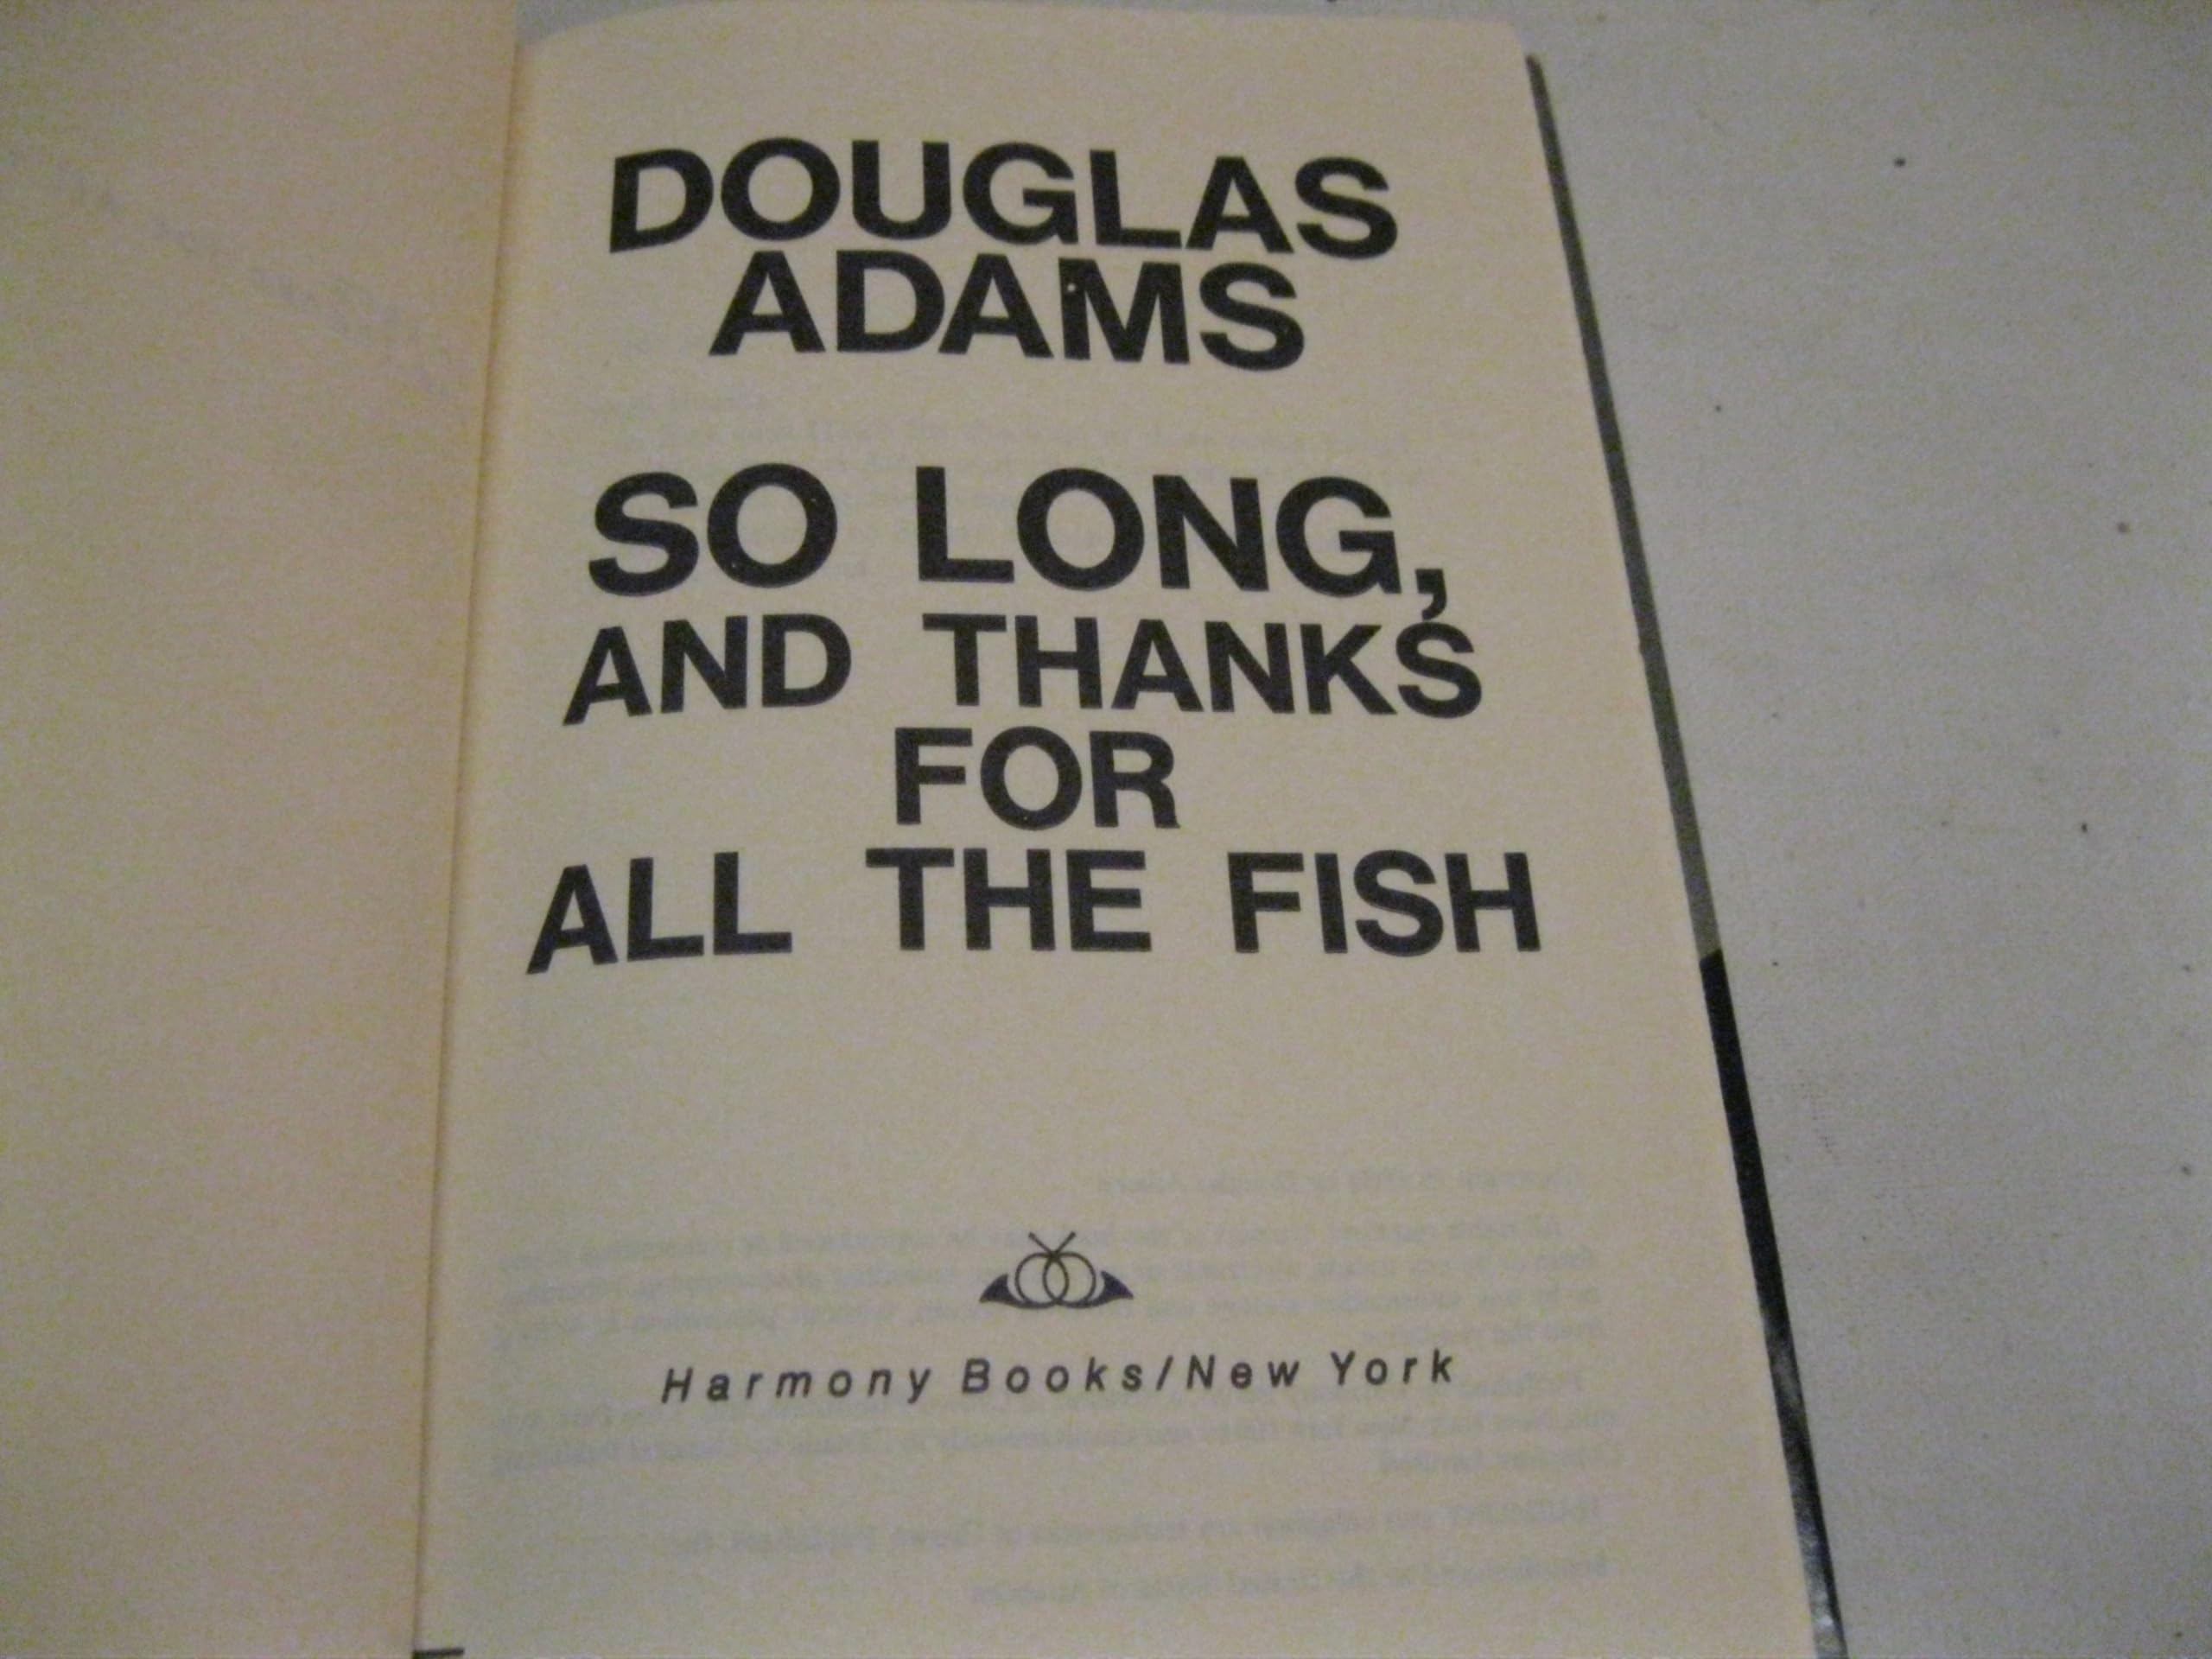 DOUGLAS
ADAMS
SO LONG,
AND THANKS
FOR
ALL THE FISH
Harmony Books/New York